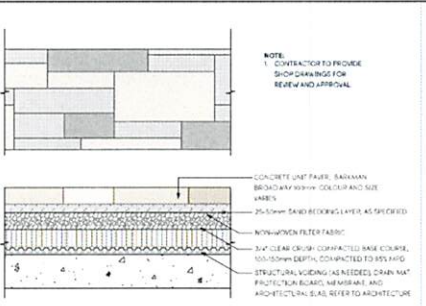 NOTE:
1. CONTRACTOR TO PROVIDE
SHOP DRAWINGS FOR
REVIEW AND APPROVAL
CONCRETE UNIT PAVER, BARKMAN
BROADWAY 100mm COLOUR AND SIZE
VARIES
25-50mm SAND BEDDING LAYER, AS SPECIFIED
NON-WOVEN FILTER FABRIC
3/4" CLEAR CRUSH COMPACTED BASE COURSE,
100-150mm DEPTH, COMPACTED TO 95% MPD
STRUCTURAL VOIDING (AS NEEDED), DRAIN MAT,
PROTECTION BOARD, MEMBRANE, AND
ARCHITECTURAL SLAB, REFER TO ARCHITECTURE